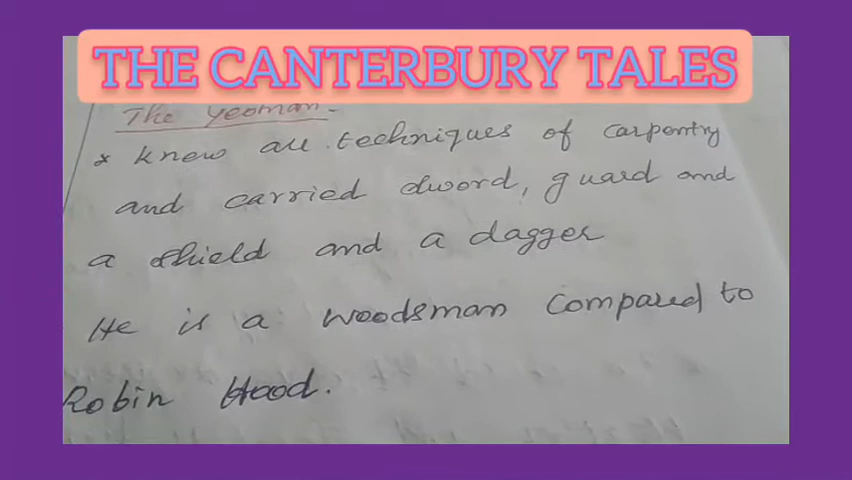 THE CANTERBURY TALES
The Yeoman -
* knew all techniques of carpentry
and carried sword, guard and
a shield and a dagger
He is a woodsman compared to
Robin Hood.